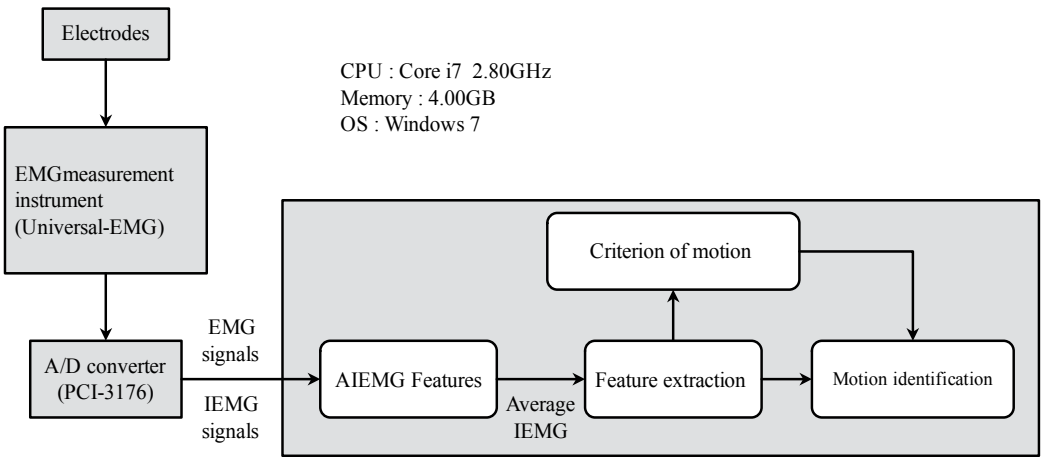 Electrodes
CPU : Core i7 2.80GHz
Memory : 4.00GB
OS : Windows 7
EMGmeasurement
instrument
(Universal-EMG)
Criterion of motion
EMG
signals
A/D converter
(PCI-3176)
AIEMG Features
Feature extraction
Motion identification
IEMG
signals
Average
IEMG